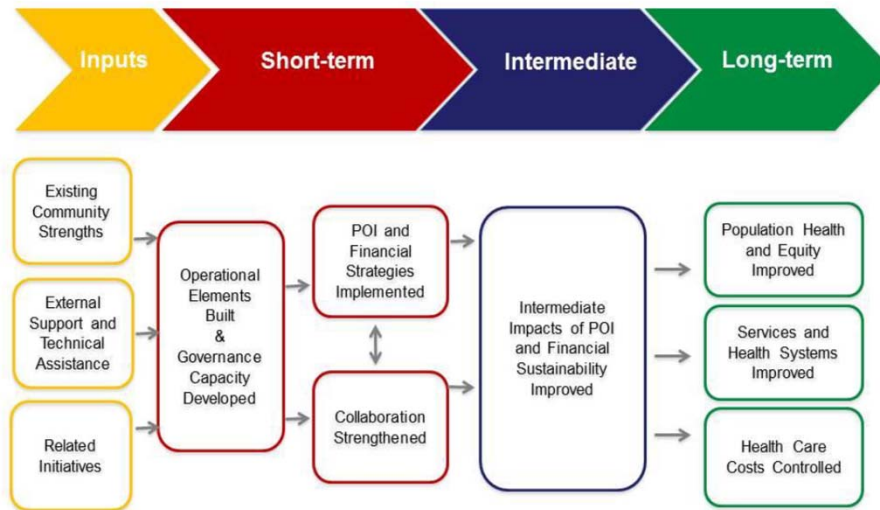 Inputs
Short-term
Intermediate
Long-term
Existing
Community
Strengths
External
Support and
Technical
Assistance
Related
Initiatives
Operational
Elements
Built
&
Governance
Capacity
Developed
POI and
Financial
Strategies
Implemented
Collaboration
Strengthened
Intermediate
Impacts of POI
and Financial
Sustainability
Improved
Population Health
and Equity
Improved
Services and
Health Systems
Improved
Health Care
Costs Controlled